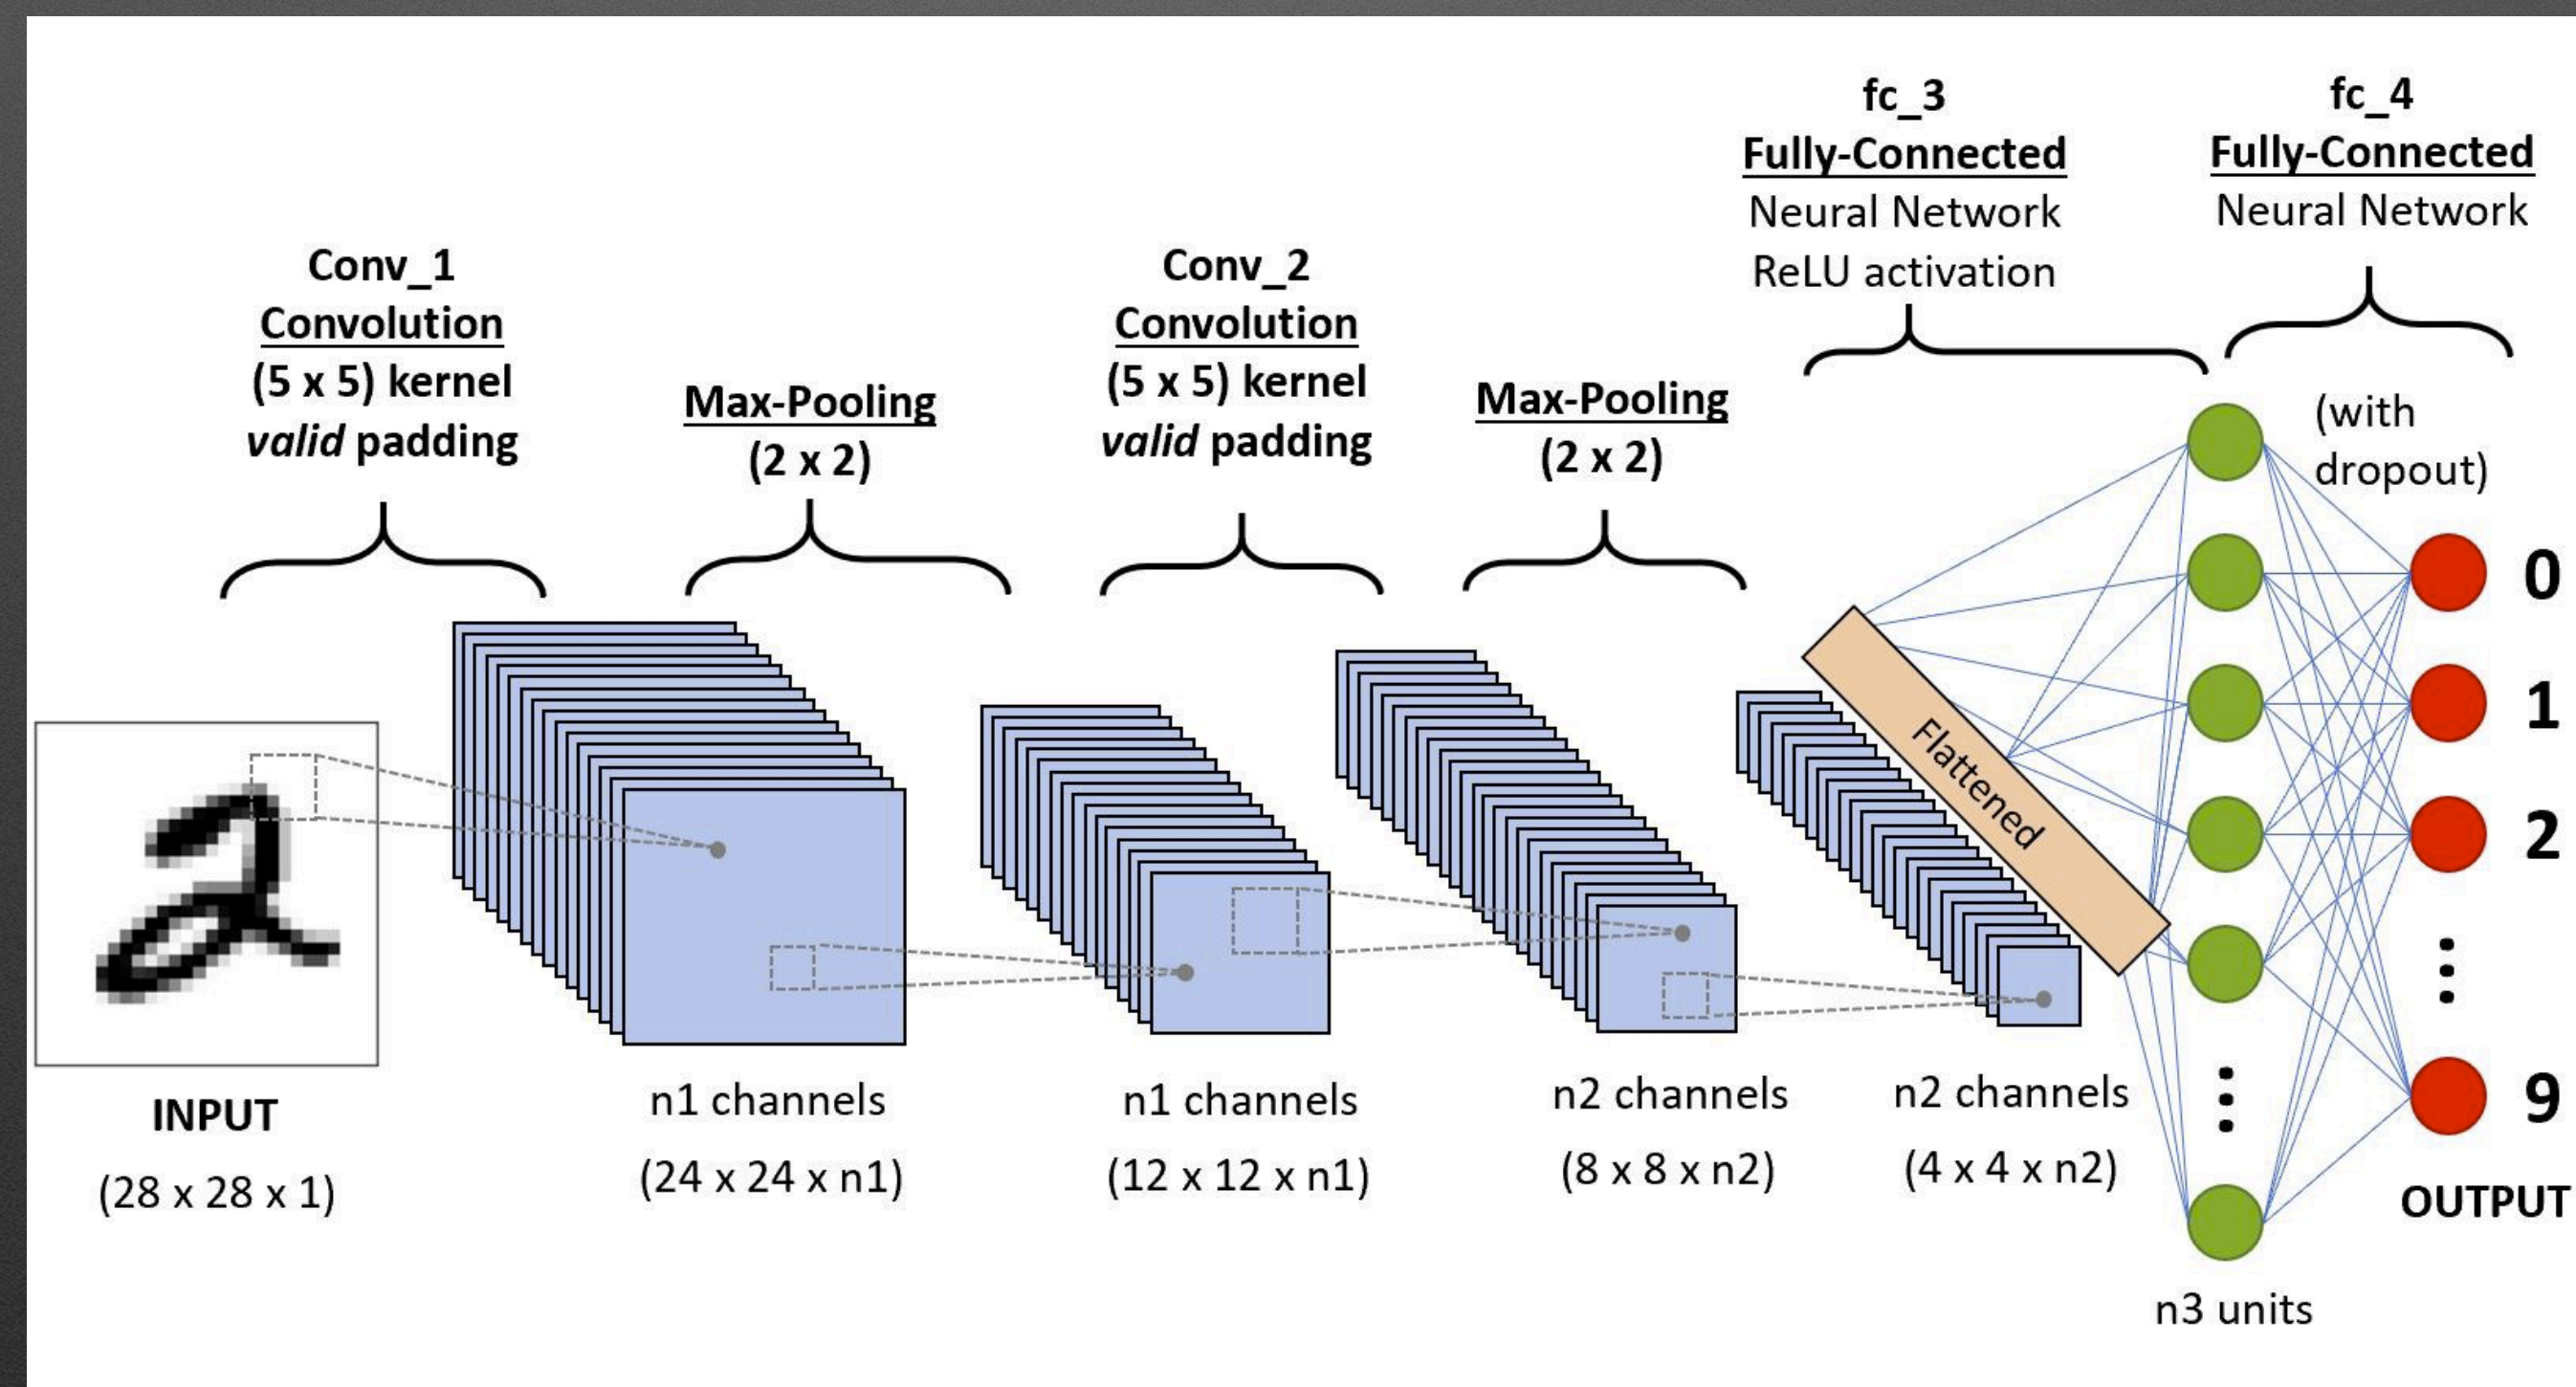 Conv_1
Convolution
(5 x 5) kernel
valid padding
Max-Pooling
(2 x 2)
Conv_2
Convolution
(5 x 5) kernel
valid padding
Max-Pooling
(2 x 2)
fc_3
Fully-Connected
Neural Network
ReLU activation
fc_4
Fully-Connected
Neural Network
(with
dropout)
Flattened
0
1
2
9
INPUT
(28 x 28 x 1)
n1 channels
(24 x 24 x n1)
n1 channels
(12 x 12 x n1)
n2 channels
(8 x 8 x n2)
n2 channels
(4 x 4 x n2)
OUTPUT
n3 units